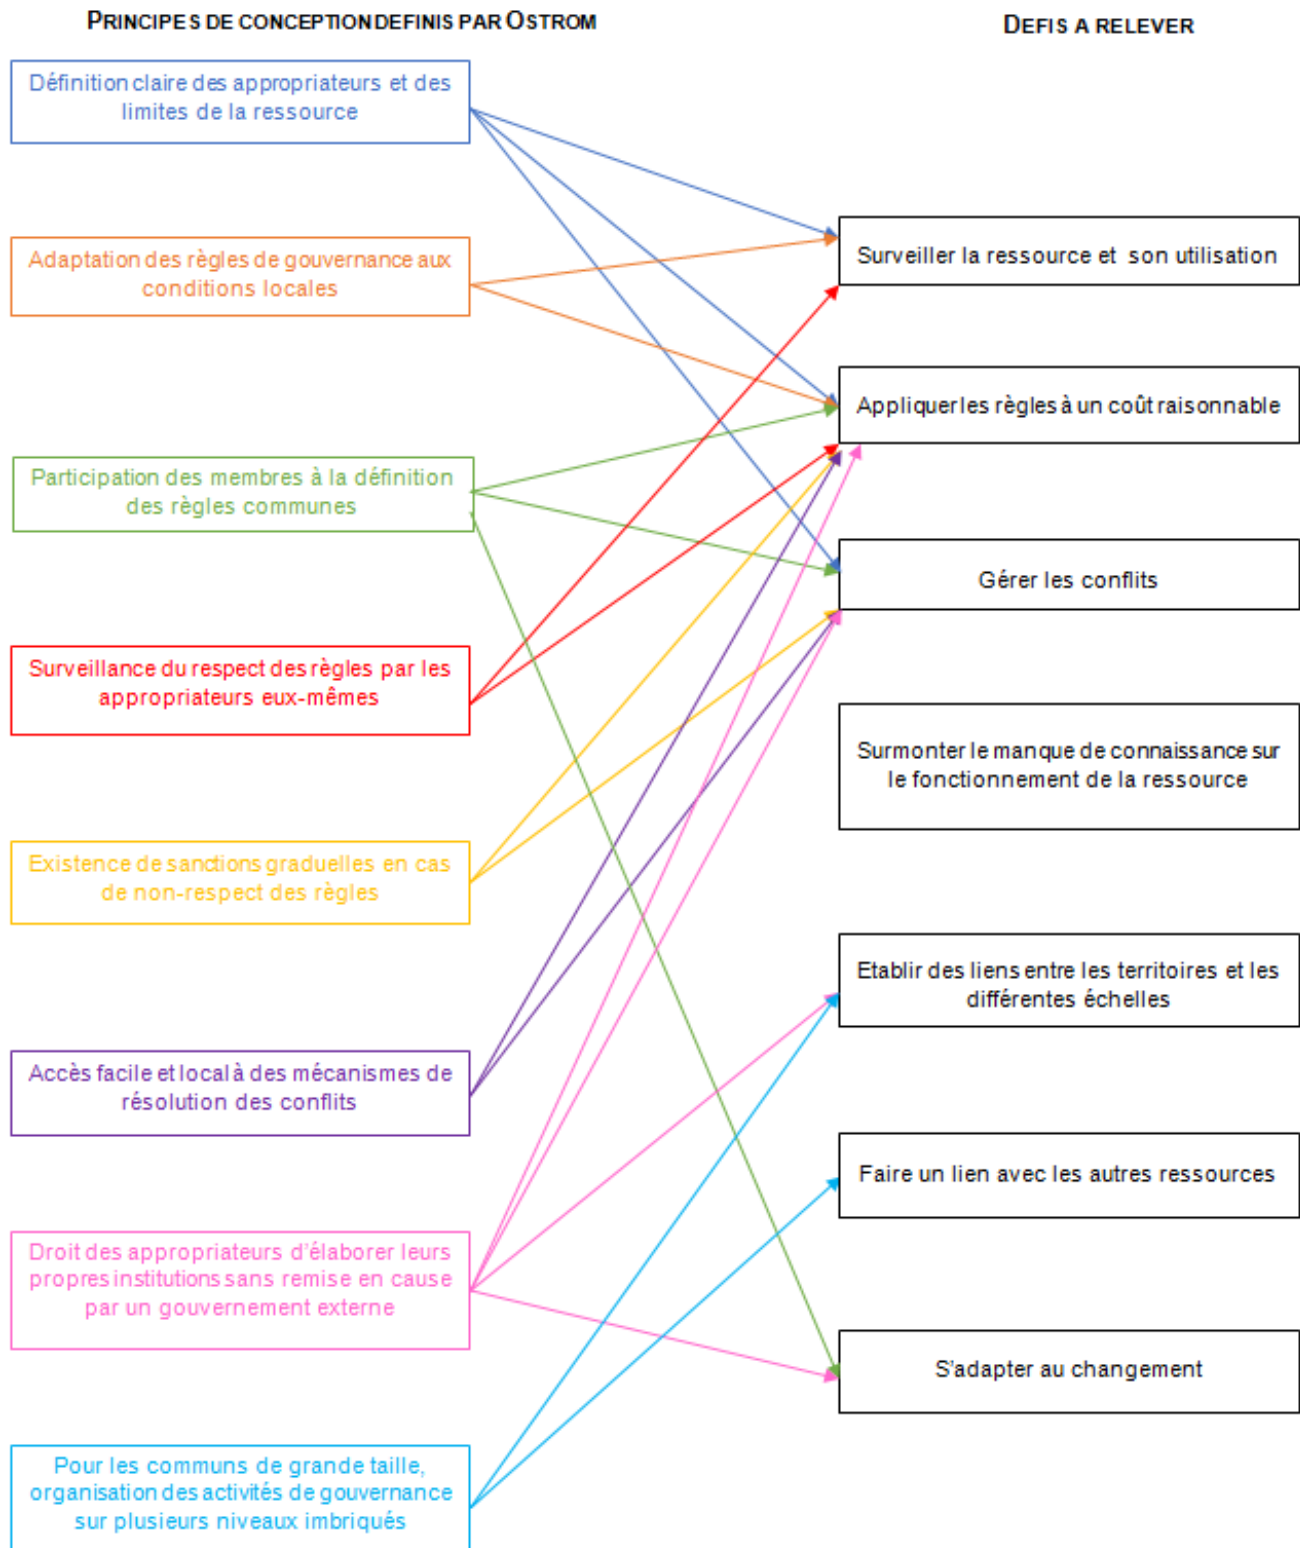 PRINCIPES DE CONCEPTION DEFINIS PAR OSTROM
Définition claire des appropriateurs et des
limites de la ressource
Adaptation des règles de gouvernance aux
conditions locales
Participation des membres à la définition
des règles communes
Surveillance du respect des règles par les
appropriateurs eux-mêmes
Existence de sanctions graduelles en cas
de non-respect des règles
Accès facile et local à des mécanismes de
résolution des conflits
Droit des appropriateurs d'élaborer leurs
propres institutions sans remise en cause
par un gouvernement externe
Pour les communs de grande taille,
organisation des activités de gouvernance
sur plusieurs niveaux imbriqués
DEFIS A RELEVER
Surveiller la ressource et son utilisation
Appliquer les règles à un coût raisonnable
Gérer les conflits
Surmonter le manque de connaissance sur
le fonctionnement de la ressource
Etablir des liens entre les territoires et les
différentes échelles
Faire un lien avec les autres ressources
S'adapter au changement